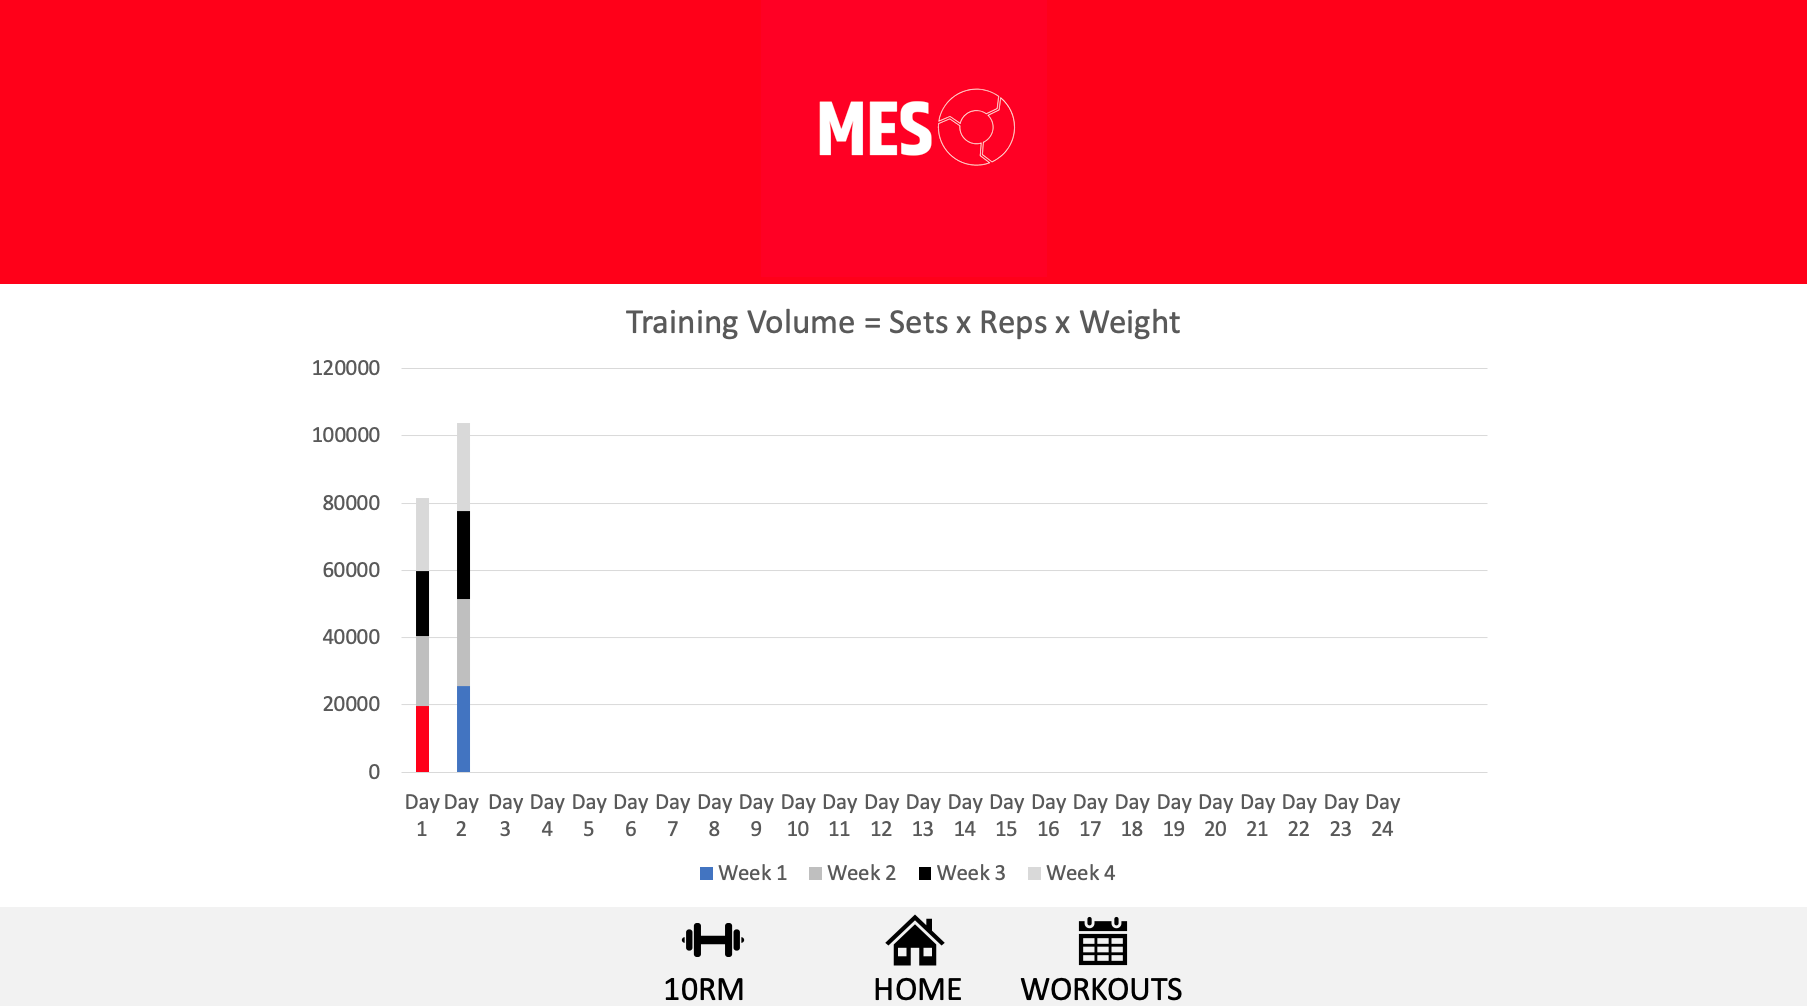 MES
Training Volume = Sets x Reps x Weight
120000
100000
80000
60000
40000
20000
0
Day Day Day Day Day Day Day Day Day Day Day Day Day Day Day Day Day Day Day Day Day Day Day Day
1 2 3 4 5 6 7 8 9 10 11 12 13 14 15 16 17 18 19 20 21 22 23 24
Week 1 Week 2 Week 3 Week 4
10RM HOME WORKOUTS